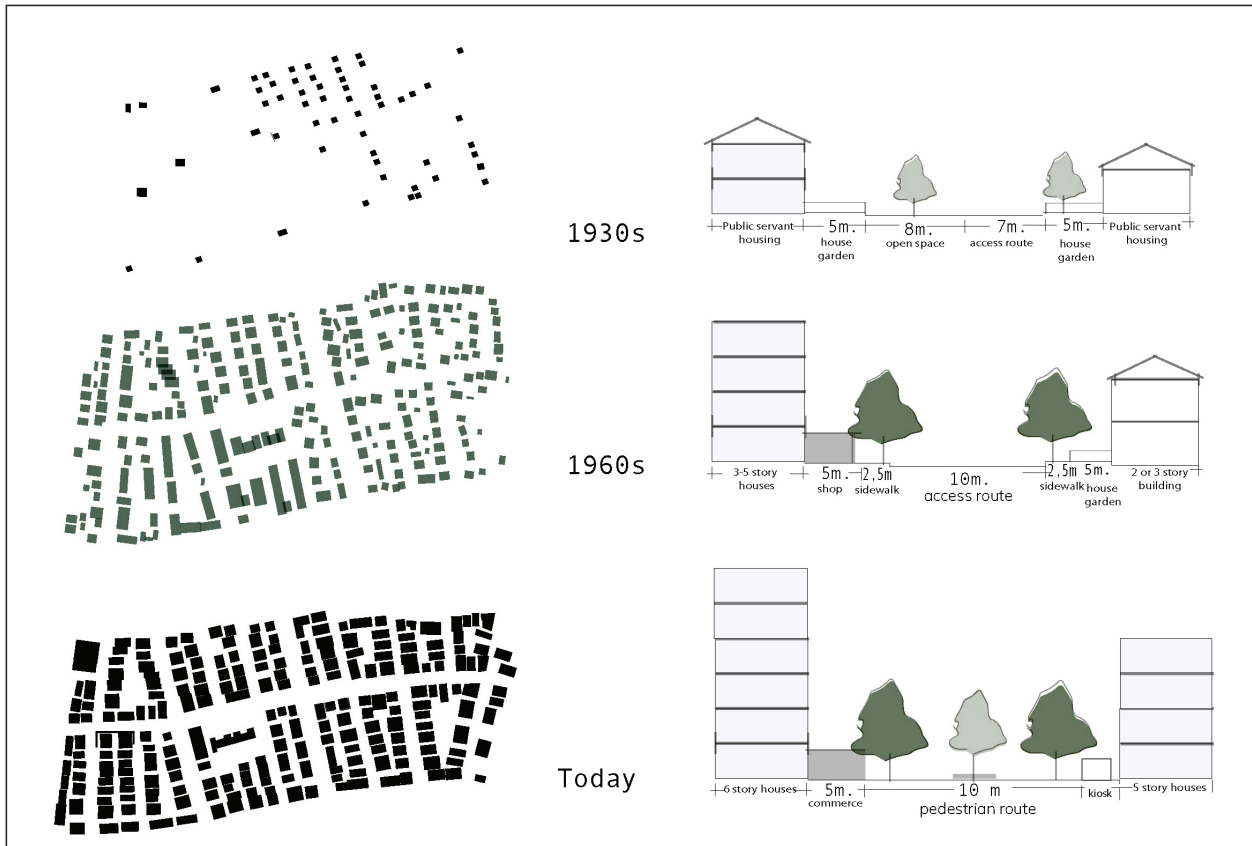 1930s
Public servant
housing
5m.
house
garden
8m.
open space
7m.
access route
5m.
house
garden
Public servant
housing
1960s
3-5 story
houses
5m.
shop
2,5m
sidewalk
10m.
access route
2,5m
sidewalk
5m.
house
garden
2 or 3 story
building
Today
6 story houses
5m.
commerce
10 m
pedestrian route
kiosk
5 story houses